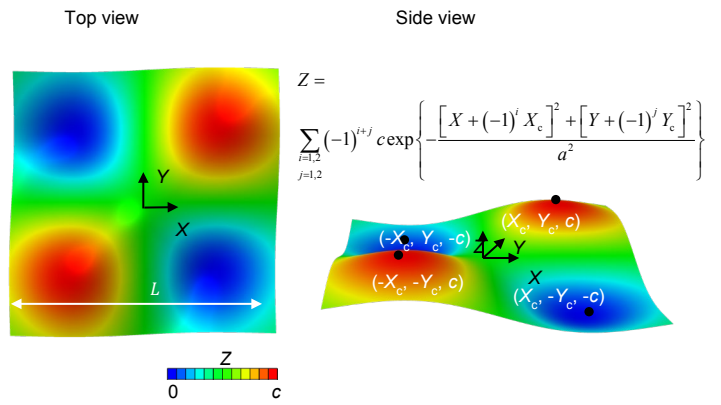 Top view
Side view
Z =
∑ i=1,2 j=1,2 (-1)^{i+j} c exp{ -\frac{[X + (-1)^i X_c]^2 + [Y + (-1)^j Y_c]^2}{a^2} }
Y
X
L
Z
0
c
(X_c, Y_c, c)
(-X_c, Y_c, -c)
Z
Y
X
(-X_c, -Y_c, c)
(X_c, -Y_c, -c)